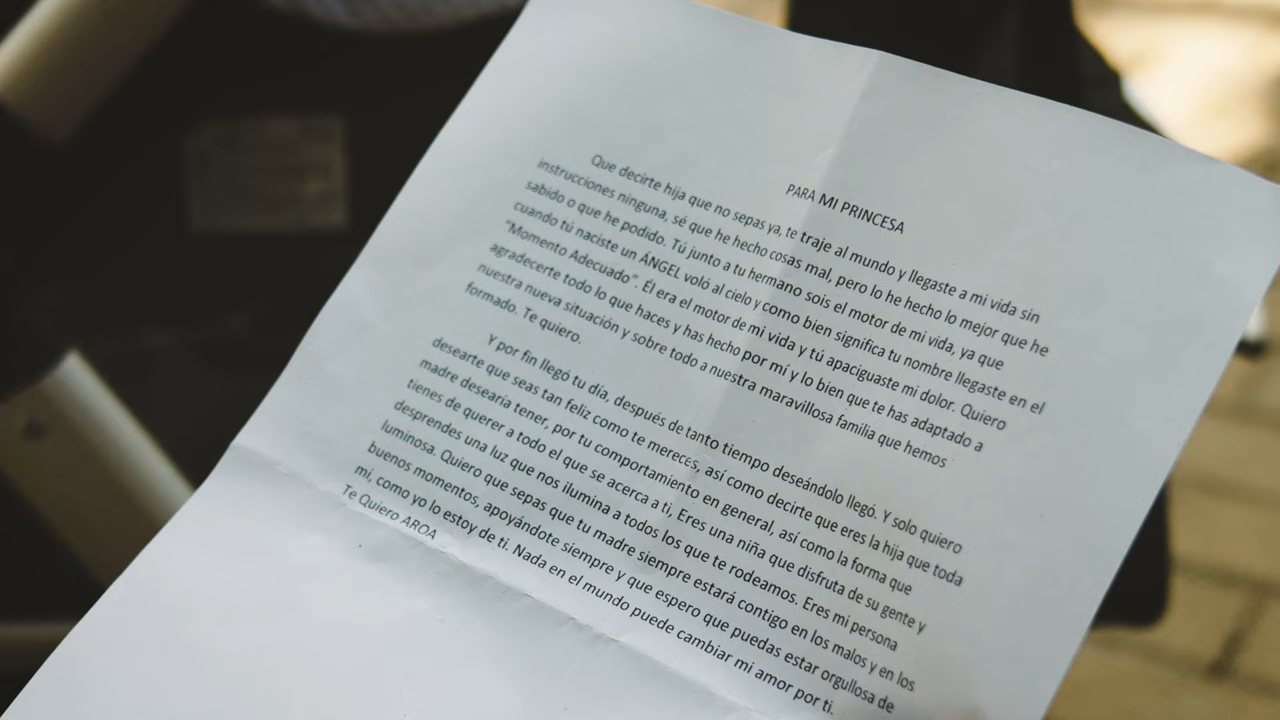 PARA MI PRINCESA
Que decirte hija que no sepas ya, te traje al mundo y llegaste a mi vida sin
instrucciones ninguna, sé que he hecho cosas mal, pero lo he hecho lo mejor que he
sabido o que he podido. Tú junto a tu hermano sois el motor de mi vida, ya que
cuando tú naciste un ÁNGEL voló al cielo y como bien significa tu nombre llegaste en el
"Momento Adecuado". Él era el motor de mi vida y tú apaciguaste mi dolor. Quiero
agradecerte todo lo que haces y has hecho por mí y lo bien que te has adaptado a
nuestra nueva situación y sobre todo a nuestra maravillosa familia que hemos
formado. Te quiero.
Y por fin llegó tu día, después de tanto tiempo deseándolo llegó. Y solo quiero
desearte que seas tan feliz como te mereces, así como decirte que eres la hija que toda
madre desearía tener, por tu comportamiento en general, así como la forma que
tienes de querer a todo el que se acerca a ti, Eres una niña que disfruta de su gente y
desprendes una luz que nos ilumina a todos los que te rodeamos. Eres mi persona
luminosa. Quiero que sepas que tu madre siempre estará contigo en los malos y en los
buenos momentos, apoyándote siempre y que espero que puedas estar orgullosa de
mí, como yo lo estoy de ti. Nada en el mundo puede cambiar mi amor por ti.
Te Quiero AROA